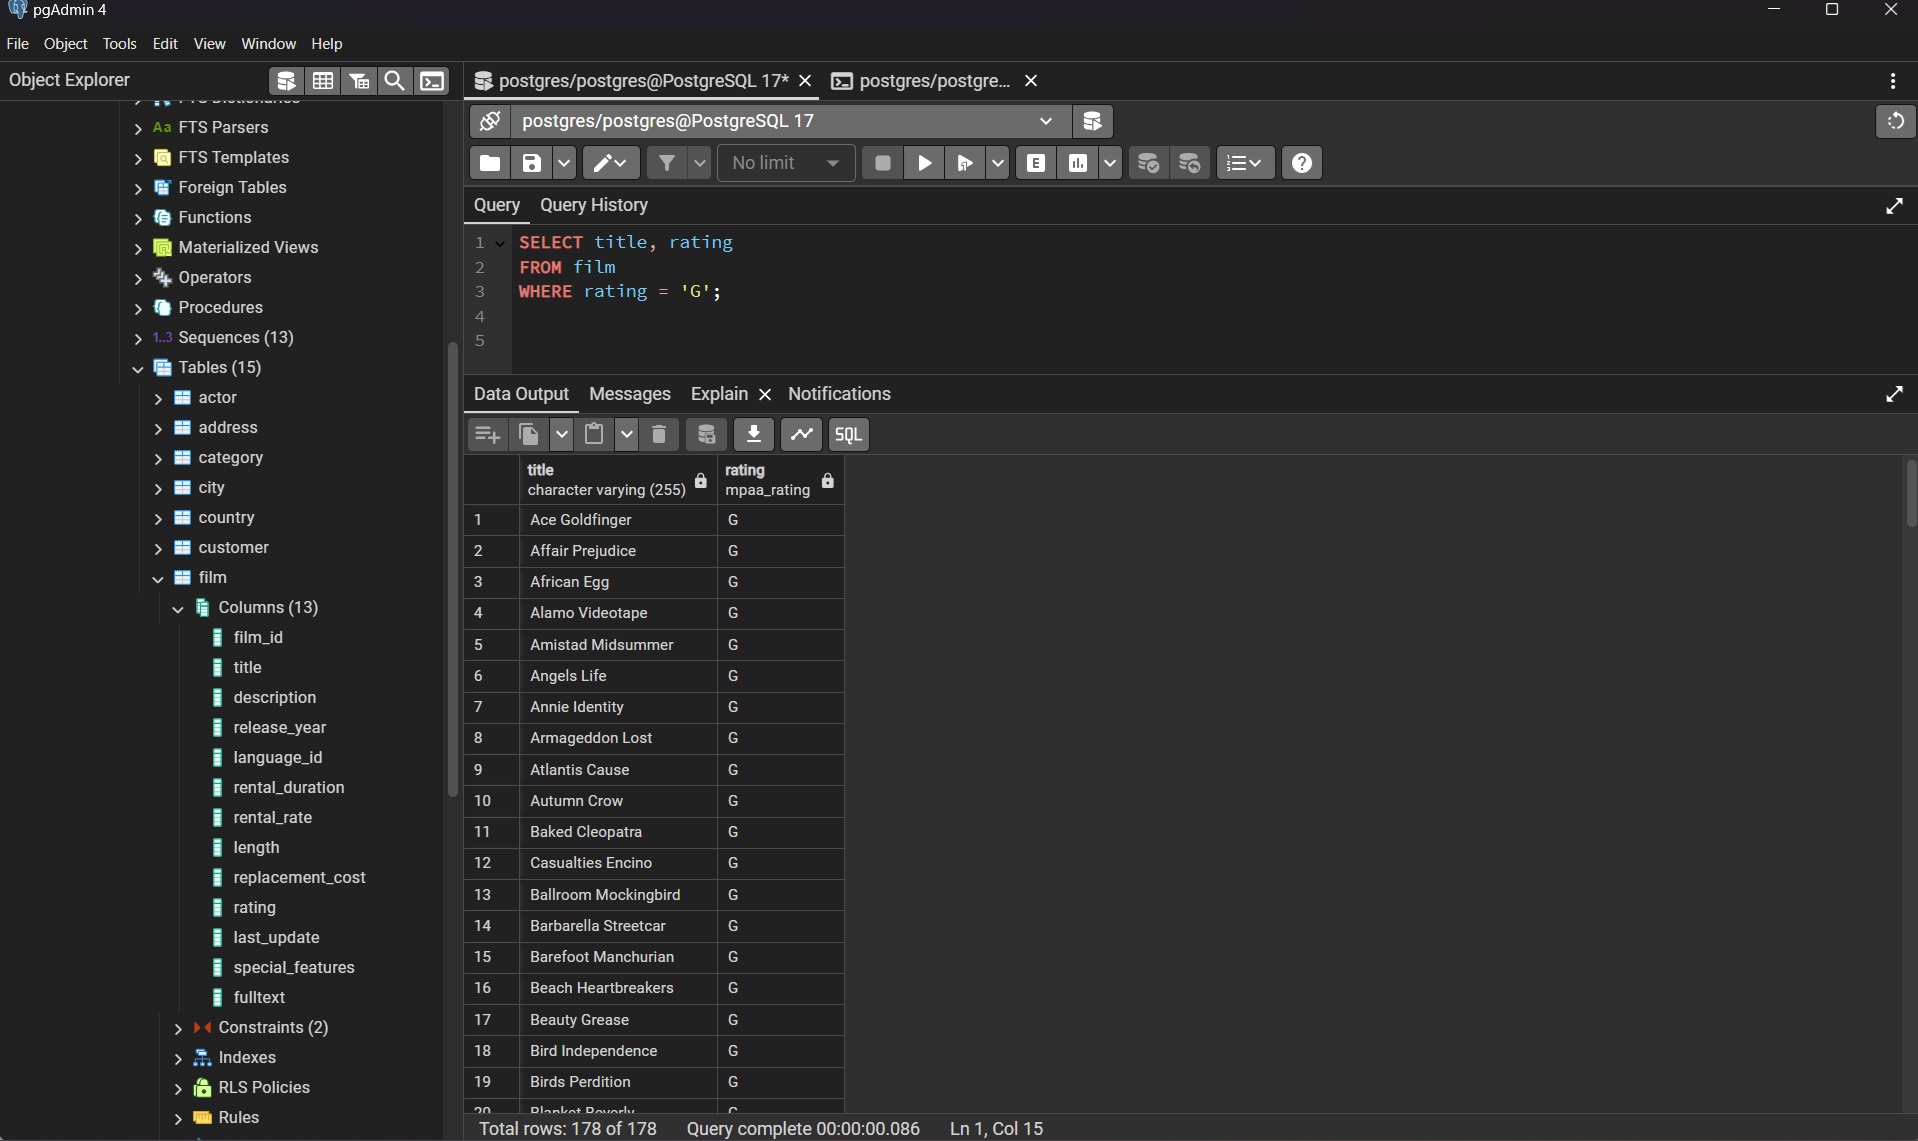 pgAdmin 4
File Object Tools Edit View Window Help
Object Explorer
postgres/postgres@PostgreSQL 17*
postgres/postgre...
FTS Dictionaries
Aa FTS Parsers
FTS Templates
Foreign Tables
Functions
Materialized Views
Operators
Procedures
1..3 Sequences (13)
Tables (15)
actor
address
category
city
country
customer
film
Columns (13)
film_id
title
description
release_year
language_id
rental_duration
rental_rate
length
replacement_cost
rating
last_update
special_features
fulltext
Constraints (2)
Indexes
RLS Policies
Rules
postgres/postgres@PostgreSQL 17
No limit
E
Query Query History
1 SELECT title, rating
2 FROM film
3 WHERE rating = 'G';
4
5
Data Output Messages Explain Notifications
SQL
title rating
character varying (255) mpaa_rating
1 Ace Goldfinger G
2 Affair Prejudice G
3 African Egg G
4 Alamo Videotape G
5 Amistad Midsummer G
6 Angels Life G
7 Annie Identity G
8 Armageddon Lost G
9 Atlantis Cause G
10 Autumn Crow G
11 Baked Cleopatra G
12 Casualties Encino G
13 Ballroom Mockingbird G
14 Barbarella Streetcar G
15 Barefoot Manchurian G
16 Beach Heartbreakers G
17 Beauty Grease G
18 Bird Independence G
19 Birds Perdition G
20 Blanket Beverly G
Total rows: 178 of 178 Query complete 00:00:00.086 Ln 1, Col 15